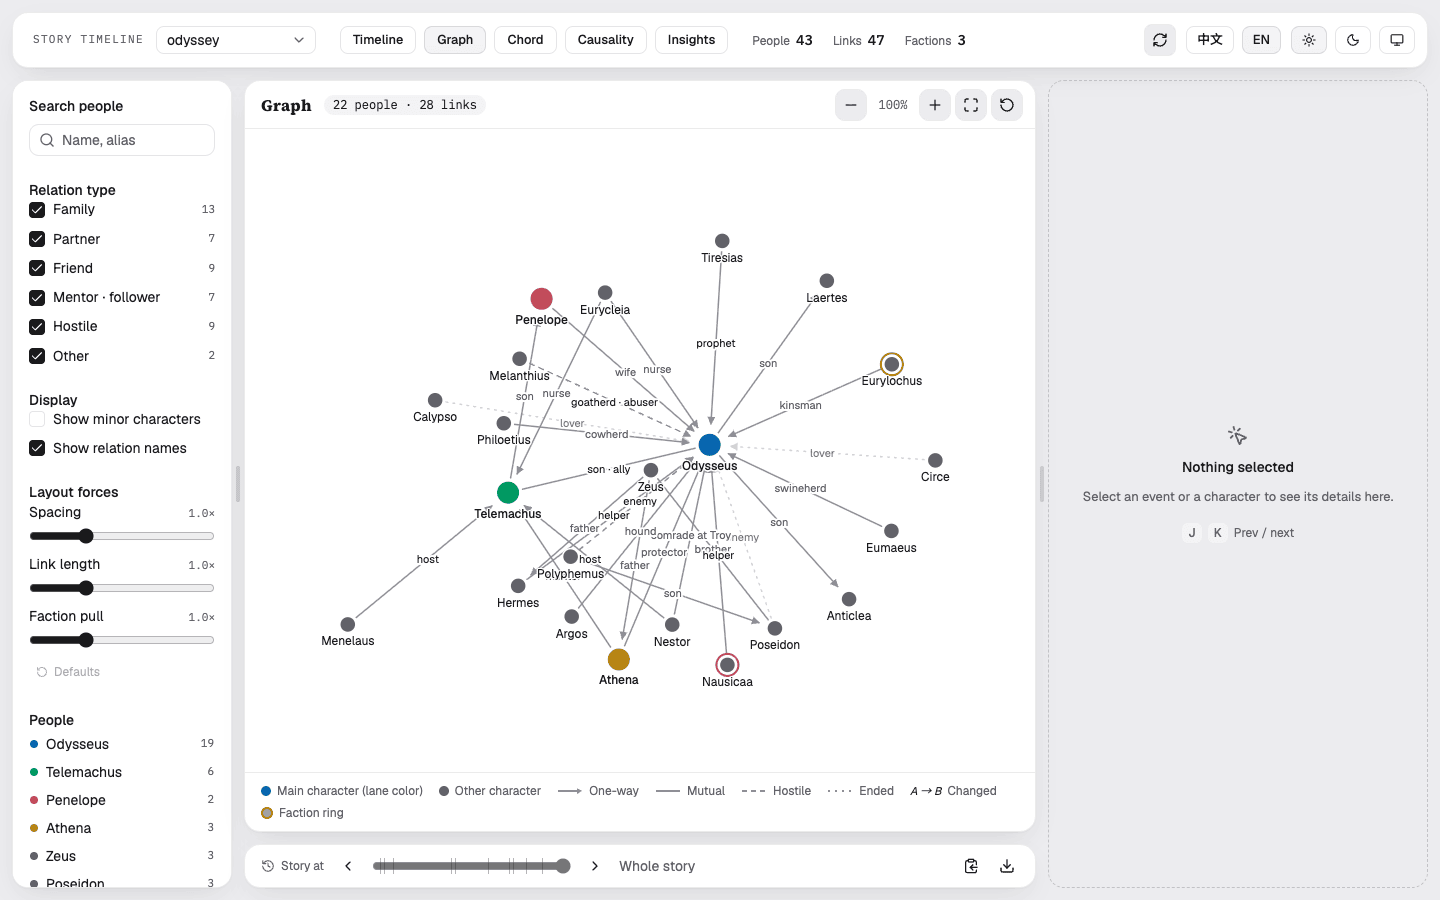 STORY TIMELINE
odyssey
Timeline
Graph
Chord
Causality
Insights
People 43
Links 47
Factions 3
中文
EN
Search people
Name, alias
Relation type
Family 13
Partner 7
Friend 9
Mentor · follower 7
Hostile 9
Other 2
Display
Show minor characters
Show relation names
Layout forces
Spacing 1.0×
Link length 1.0×
Faction pull 1.0×
Defaults
People
Odysseus 19
Telemachus 6
Penelope 2
Athena 3
Zeus 3
Poseidon 3
Graph
22 people · 28 links
100%
Tiresias
Laertes
Penelope
Eurycleia
prophet
Melanthius
wife
nurse
son
Eurylochus
son
nurse
goatherd · abuser
kinsman
Calypso
lover
Philoetius
cowherd
Odysseus
lover
Circe
son · ally
Zeus
enemy
swineherd
Telemachus
helper
son
father
hound
comrade at Troy
enemy
Eumaeus
host
host
protector
brother
helper
father
Polyphemus
son
Hermes
Anticlea
Menelaus
Argos
Nestor
Poseidon
Athena
Nausicaa
Main character (lane color)
Other character
One-way
Mutual
Hostile
Ended
A → B Changed
Faction ring
Story at
Whole story
Nothing selected
Select an event or a character to see its details here.
J K Prev / next